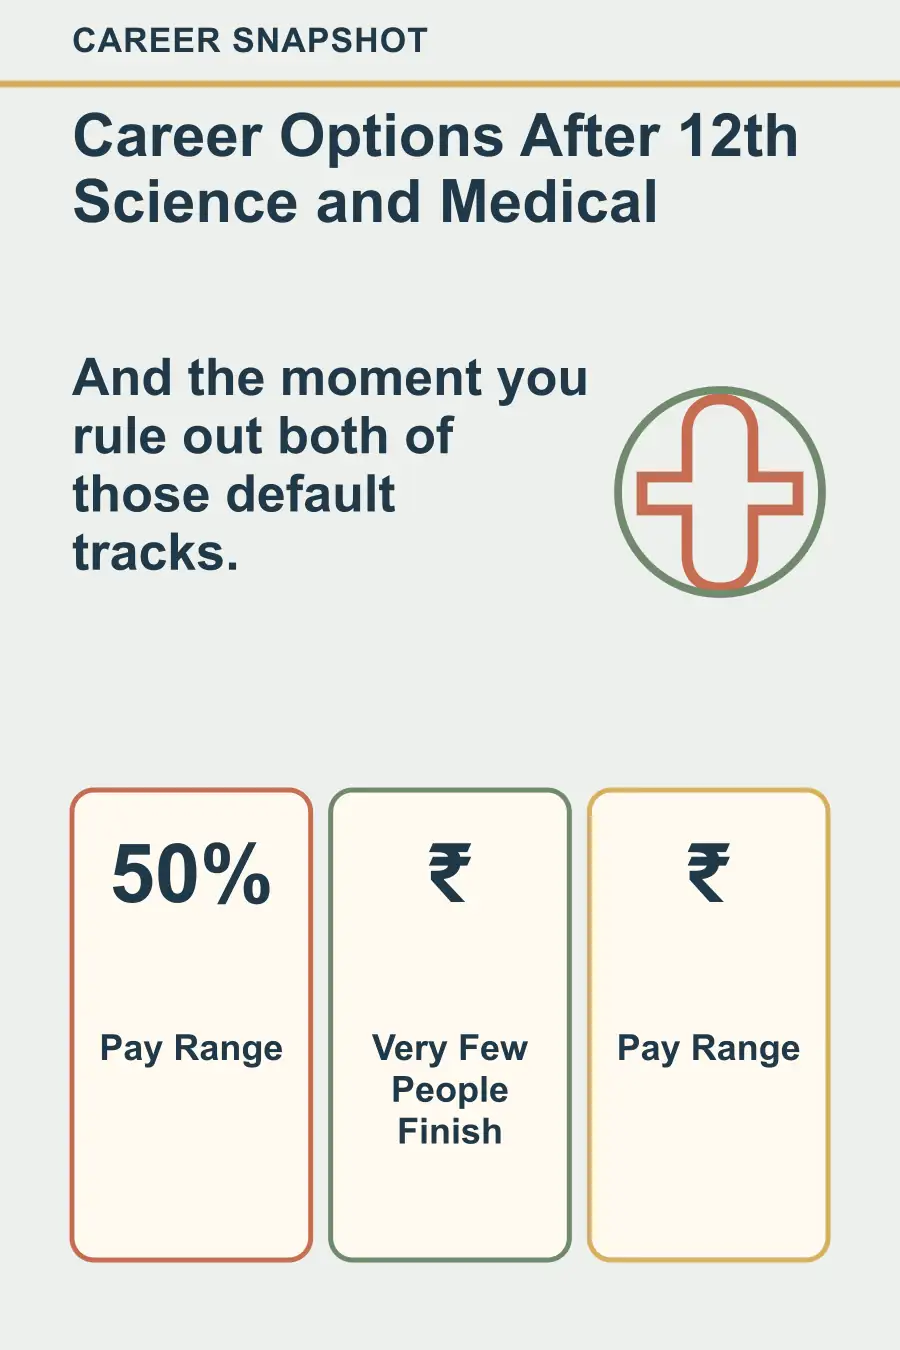 CAREER SNAPSHOT
Career Options After 12th
Science and Medical
And the moment you
rule out both of
those default
tracks.
50%
Pay Range
₹
Very Few
People
Finish
₹
Pay Range